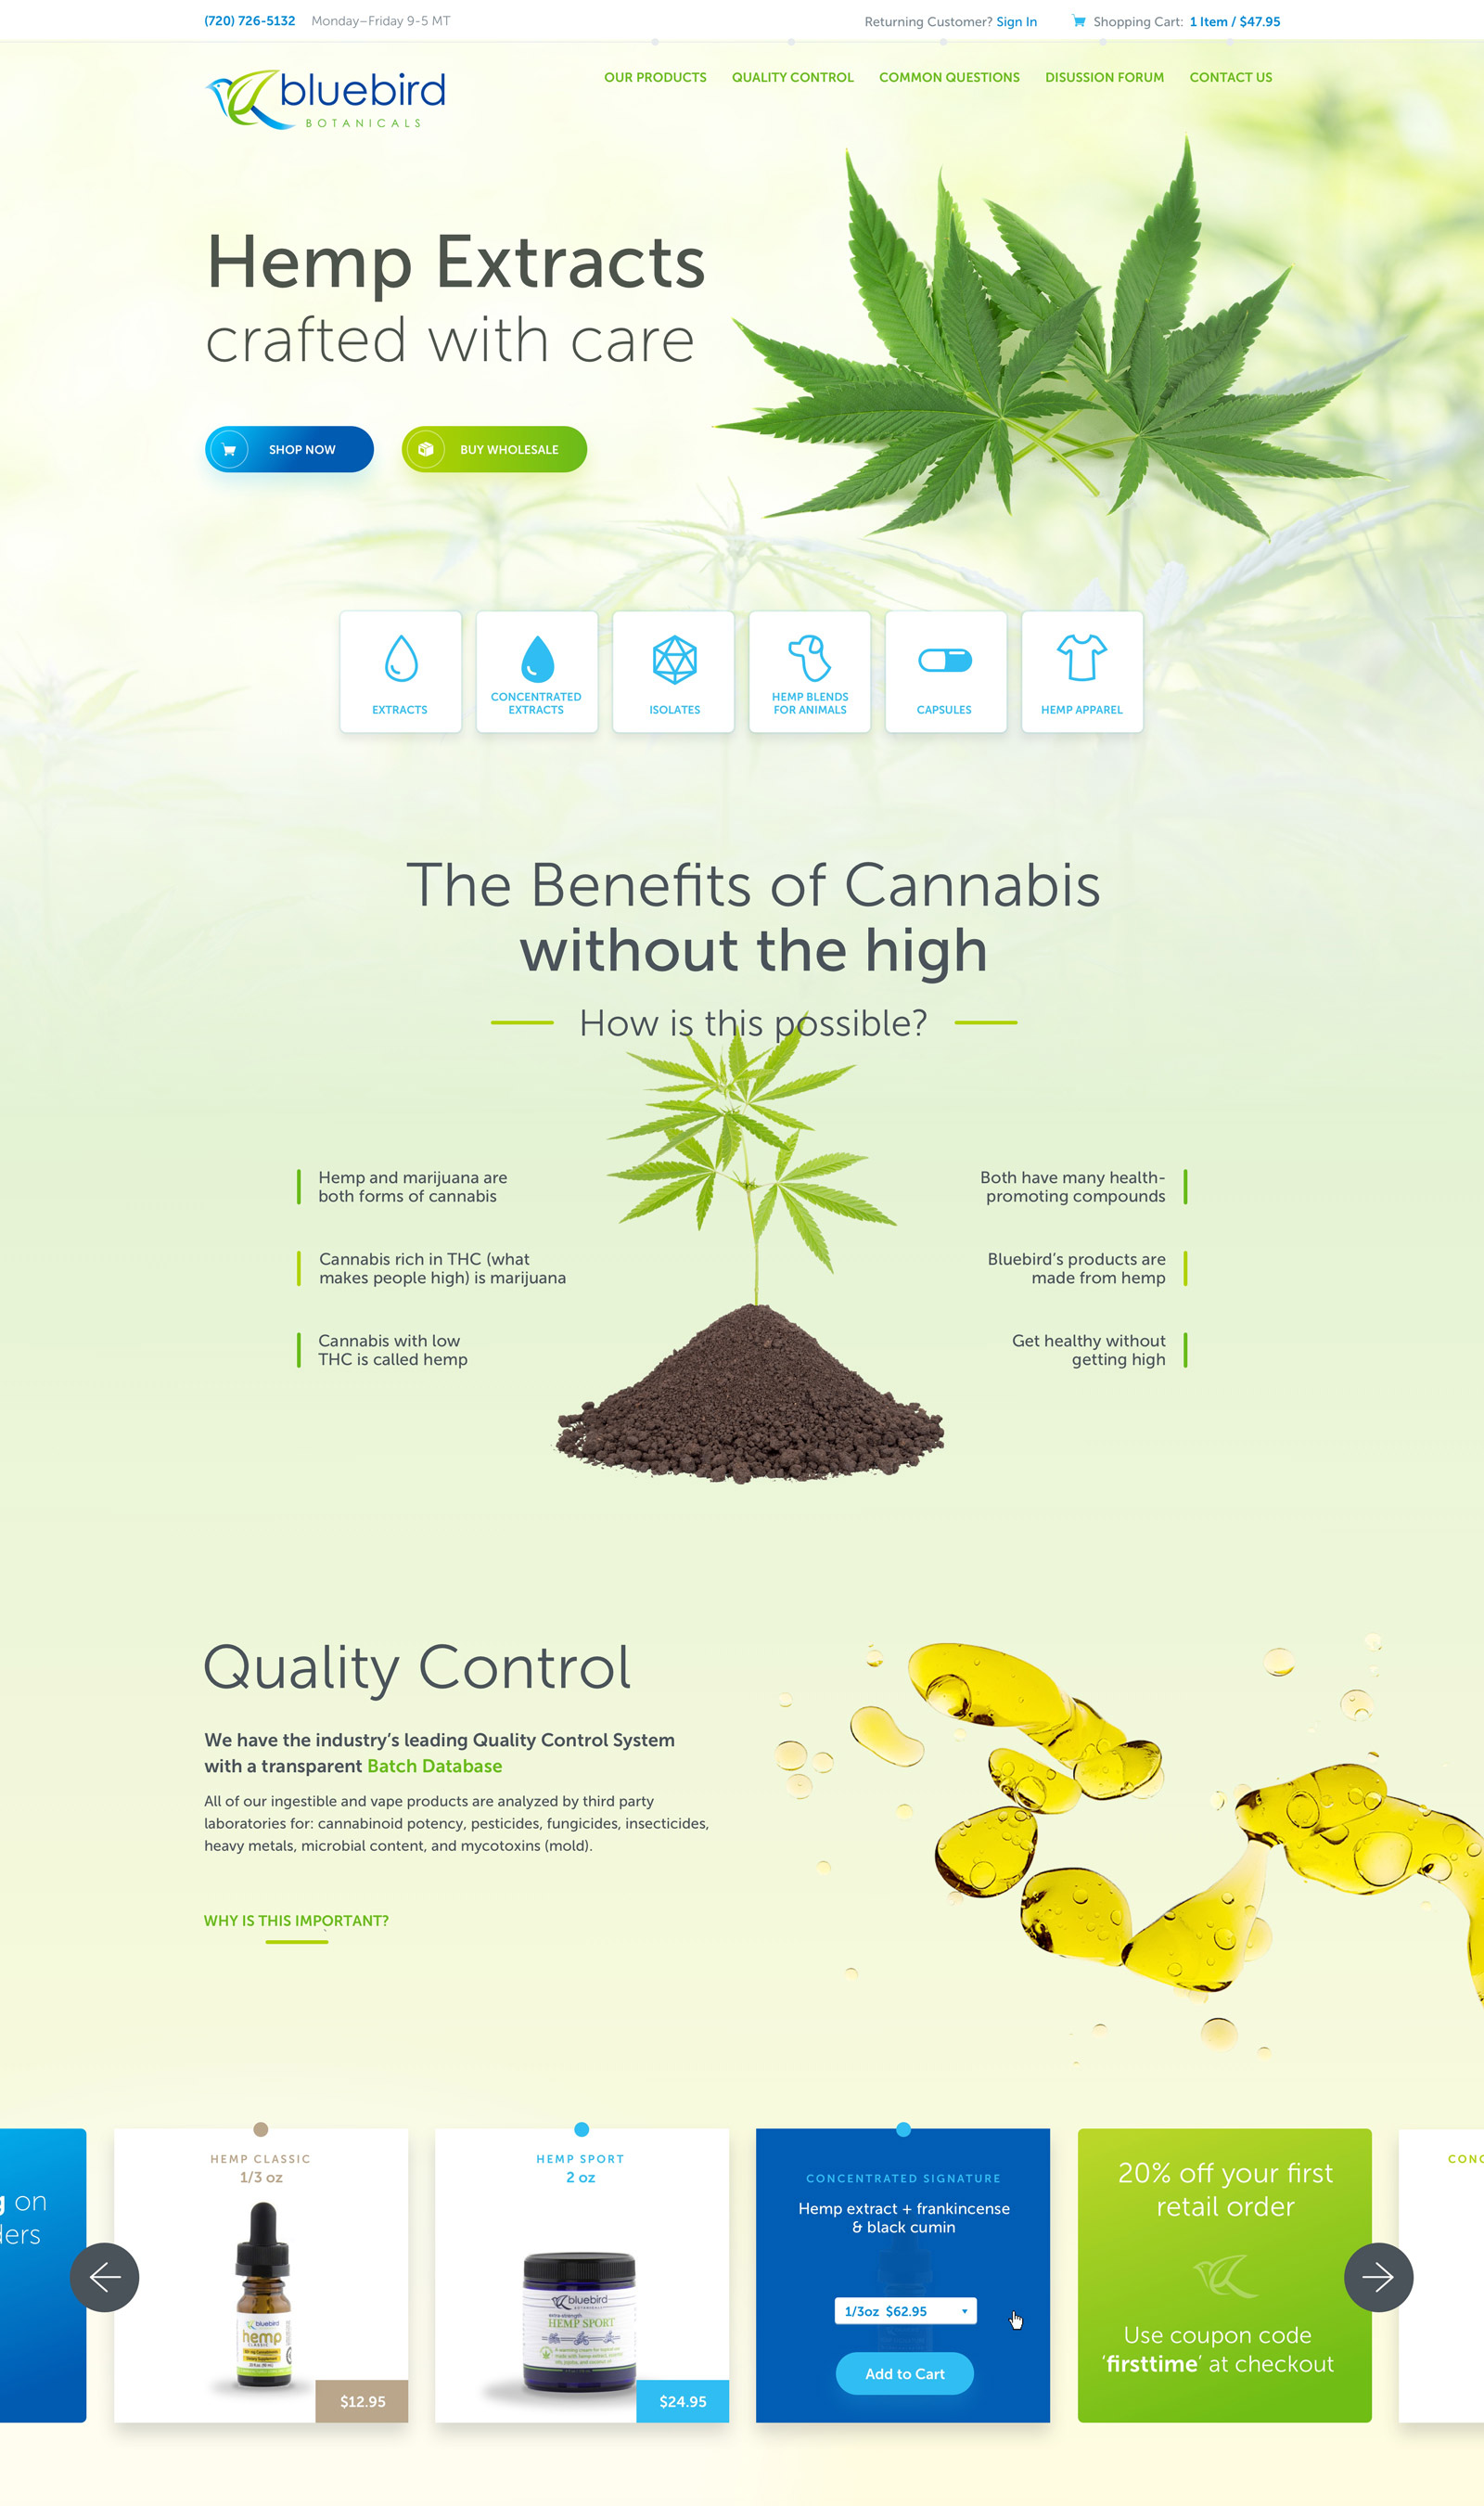 (720) 726-5132 Monday–Friday 9-5 MT
Returning Customer? Sign In Shopping Cart: 1 Item / $47.95
bluebird
BOTANICALS
OUR PRODUCTS QUALITY CONTROL COMMON QUESTIONS DISUSSION FORUM CONTACT US
Hemp Extracts
crafted with care
SHOP NOW BUY WHOLESALE
EXTRACTS
CONCENTRATED
EXTRACTS
ISOLATES
HEMP BLENDS
FOR ANIMALS
CAPSULES
HEMP APPAREL
The Benefits of Cannabis
without the high
How is this possible?
Hemp and marijuana are
both forms of cannabis
Cannabis rich in THC (what
makes people high) is marijuana
Cannabis with low
THC is called hemp
Both have many health-
promoting compounds
Bluebird's products are
made from hemp
Get healthy without
getting high
Quality Control
We have the industry's leading Quality Control System
with a transparent Batch Database
All of our ingestible and vape products are analyzed by third party
laboratories for: cannabinoid potency, pesticides, fungicides, insecticides,
heavy metals, microbial content, and mycotoxins (mold).
WHY IS THIS IMPORTANT?
g on
ders
HEMP CLASSIC
1/3 oz
bluebird
hemp
CLASSIC
$12.95
HEMP SPORT
2 oz
bluebird
BOTANICALS
extra-strength
HEMP SPORT
$24.95
CONCENTRATED SIGNATURE
Hemp extract + frankincense
& black cumin
1/3oz $62.95
Add to Cart
20% off your first
retail order
Use coupon code
'firsttime' at checkout
CONC